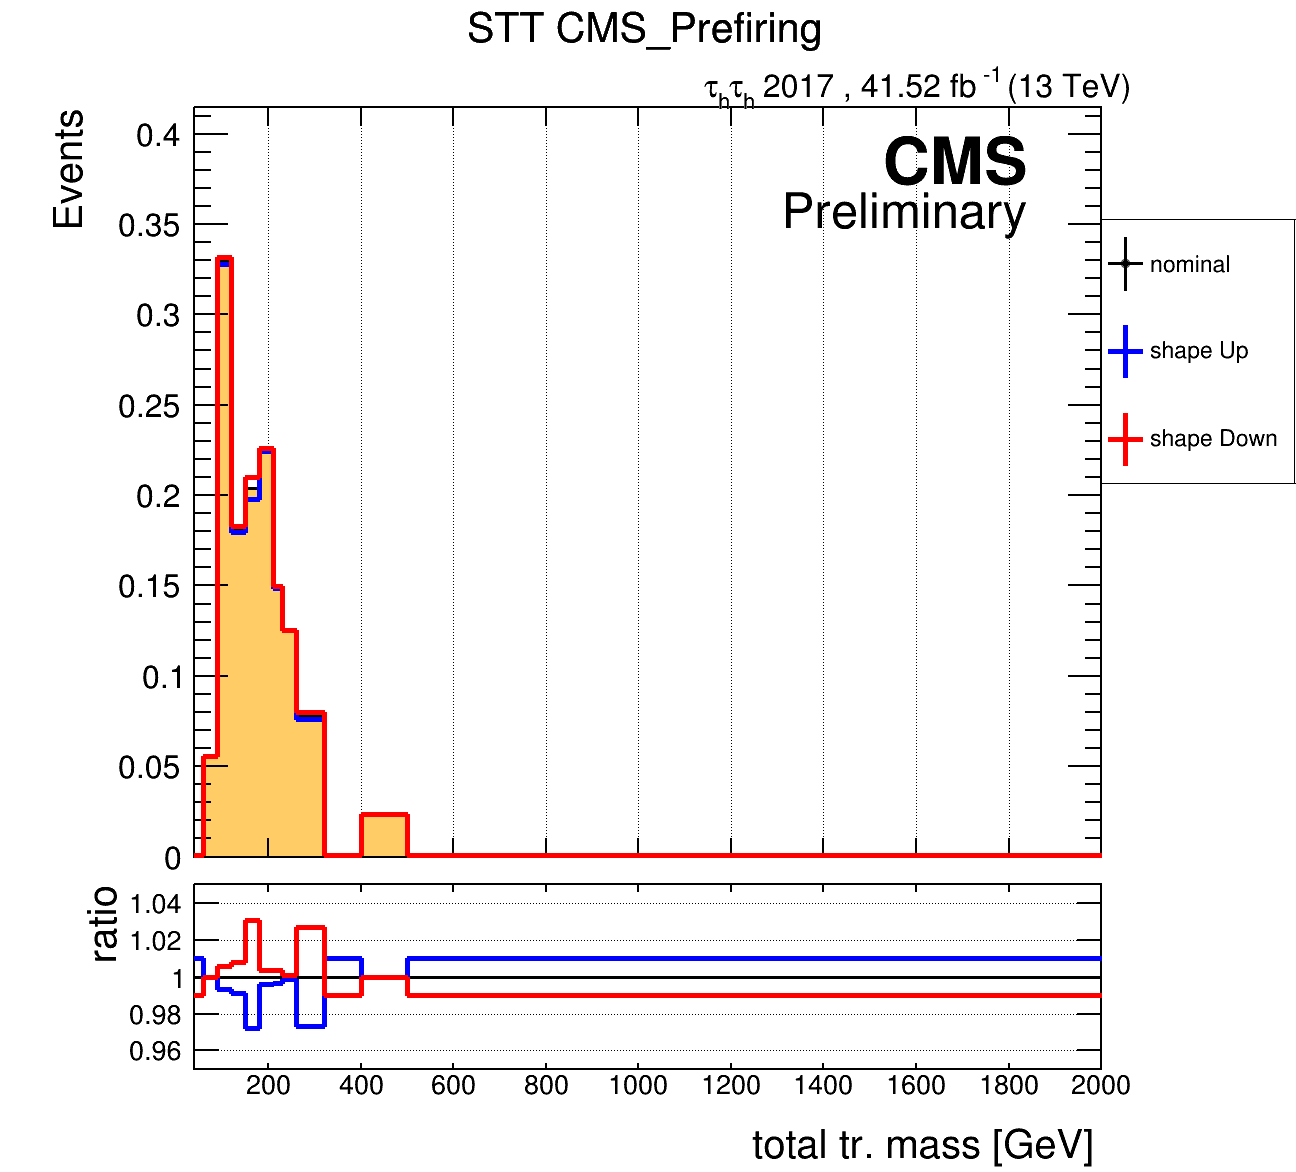 STT CMS_Prefiring
τhτh 2017 , 41.52 fb -1 (13 TeV)
Events
0.4
0.35
0.3
0.25
0.2
0.15
0.1
0.05
0
CMS
Preliminary
nominal
shape Up
shape Down
ratio
1.04
1.02
1
0.98
0.96
200 400 600 800 1000 1200 1400 1600 1800 2000
total tr. mass [GeV]